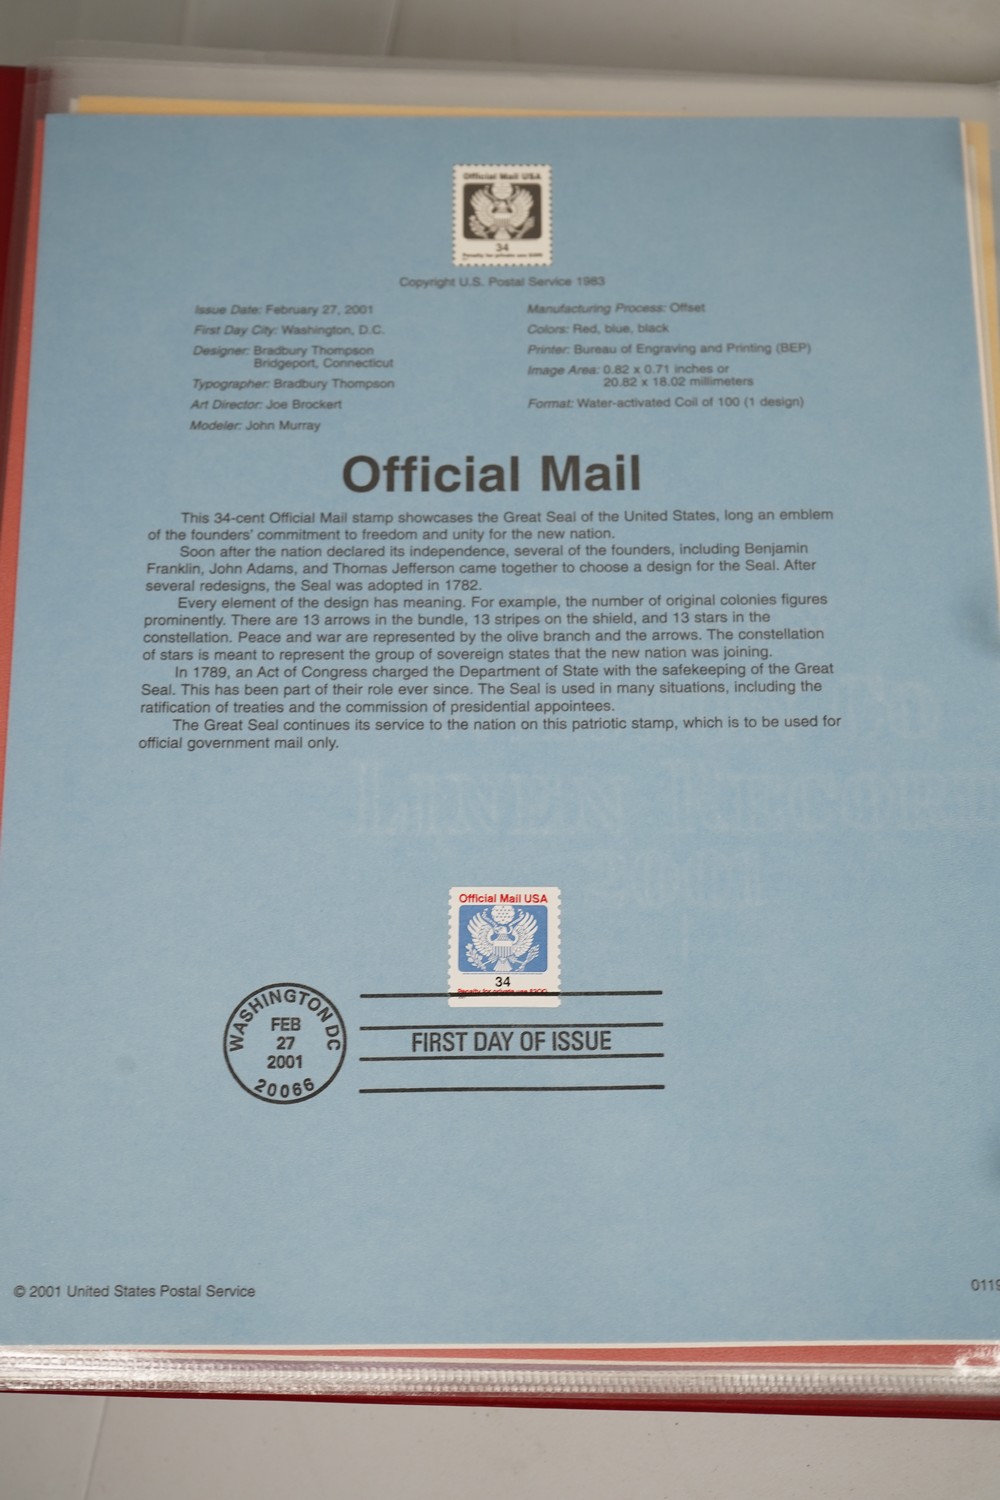 Official Mail USA
34
Penalty for private use $300
Copyright U.S. Postal Service 1983
Issue Date: February 27, 2001
First Day City: Washington, D.C.
Designer: Bradbury Thompson
Bridgeport, Connecticut
Typographer: Bradbury Thompson
Art Director: Joe Brockert
Modeler: John Murray
Manufacturing Process: Offset
Colors: Red, blue, black
Printer: Bureau of Engraving and Printing (BEP)
Image Area: 0.82 x 0.71 inches or
20.82 x 18.02 millimeters
Format: Water-activated Coil of 100 (1 design)
Official Mail
This 34-cent Official Mail stamp showcases the Great Seal of the United States, long an emblem
of the founders' commitment to freedom and unity for the new nation.
Soon after the nation declared its independence, several of the founders, including Benjamin
Franklin, John Adams, and Thomas Jefferson came together to choose a design for the Seal. After
several redesigns, the Seal was adopted in 1782.
Every element of the design has meaning. For example, the number of original colonies figures
prominently. There are 13 arrows in the bundle, 13 stripes on the shield, and 13 stars in the
constellation. Peace and war are represented by the olive branch and the arrows. The constellation
of stars is meant to represent the group of sovereign states that the new nation was joining.
In 1789, an Act of Congress charged the Department of State with the safekeeping of the Great
Seal. This has been part of their role ever since. The Seal is used in many situations, including the
ratification of treaties and the commission of presidential appointees.
The Great Seal continues its service to the nation on this patriotic stamp, which is to be used for
official government mail only.
Official Mail USA
34
Penalty for private use $300
WASHINGTON DC
FEB
27
2001
20066
FIRST DAY OF ISSUE
© 2001 United States Postal Service
0119